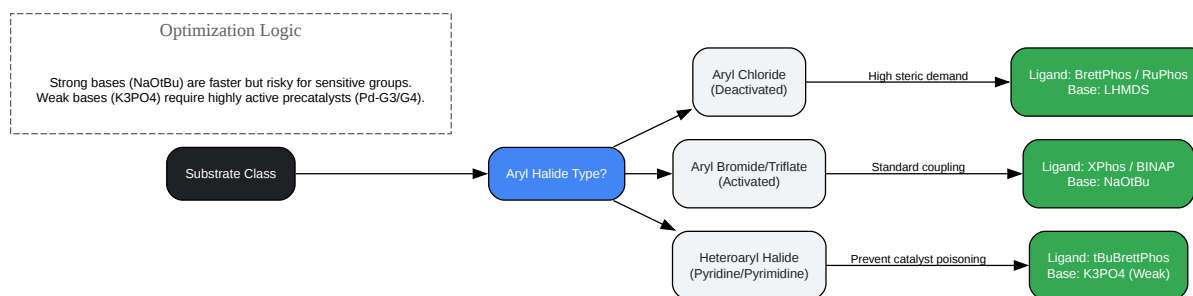 Optimization Logic
Strong bases (NaOtBu) are faster but risky for sensitive groups.
Weak bases (K3PO4) require highly active precatalysts (Pd-G3/G4).
Substrate Class
Aryl Halide Type?
Aryl Chloride
(Deactivated)
High steric demand
Ligand: BrettPhos / RuPhos
Base: LHMDS
Aryl Bromide/Triflate
(Activated)
Standard coupling
Ligand: XPhos / BINAP
Base: NaOtBu
Heteroaryl Halide
(Pyridine/Pyrimidine)
Prevent catalyst poisoning
Ligand: tBuBrettPhos
Base: K3PO4 (Weak)